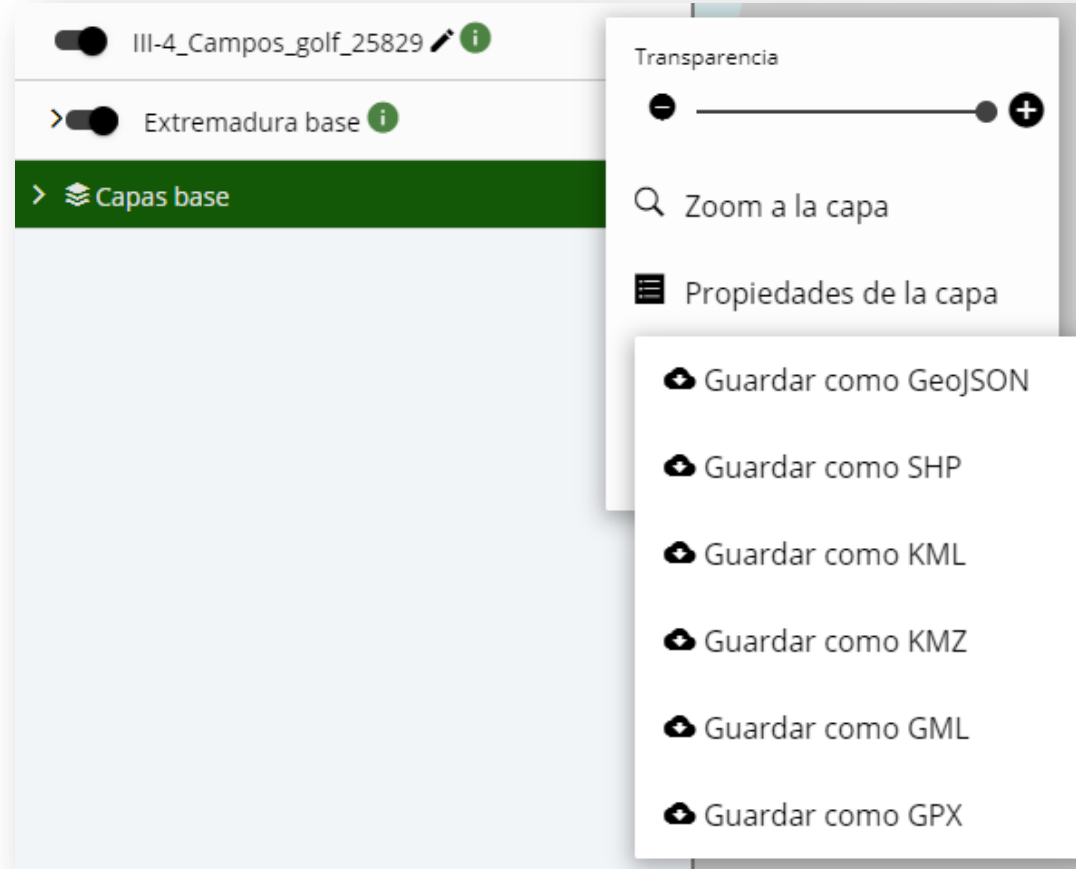 III-4_Campos_golf_25829
Extremadura base
Capas base
Transparencia
Zoom a la capa
Propiedades de la capa
Guardar como GeoJSON
Guardar como SHP
Guardar como KML
Guardar como KMZ
Guardar como GML
Guardar como GPX